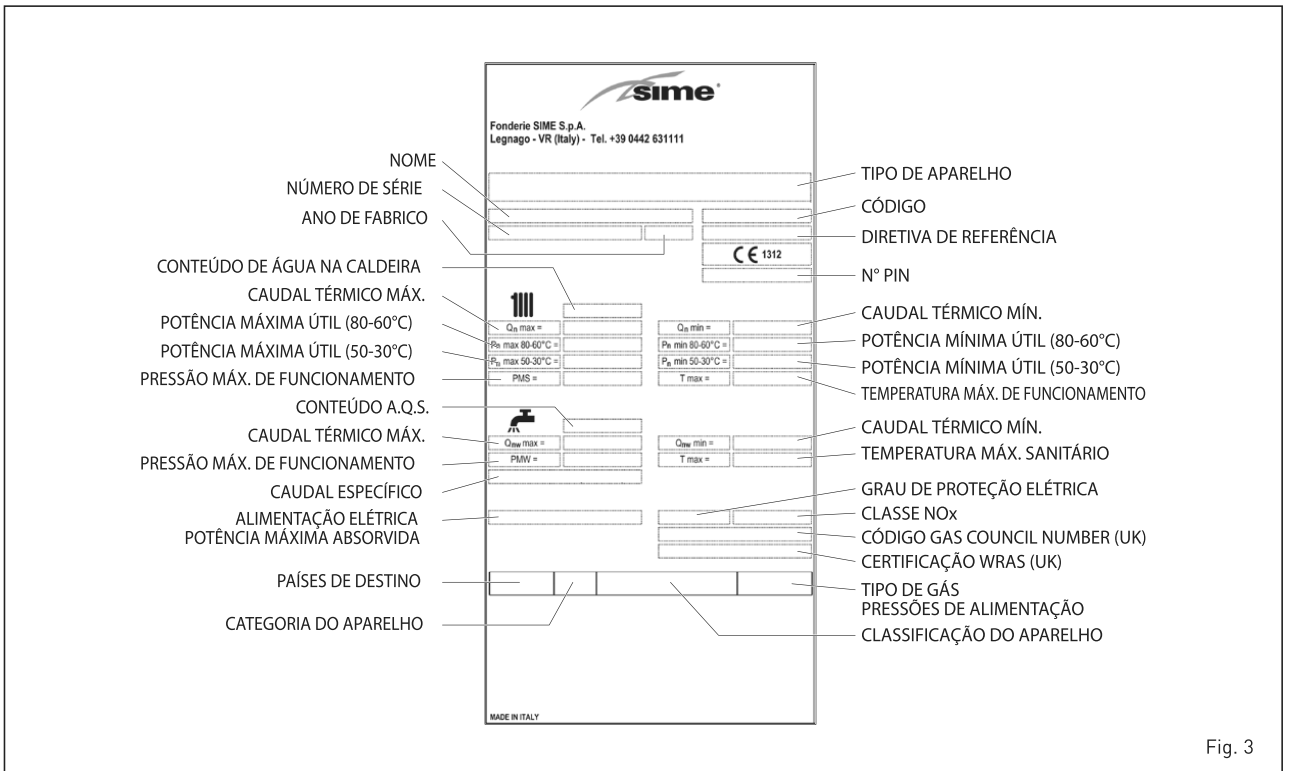 sime®
Fonderie SIME S.p.A.
Legnago - VR (Italy) - Tel. +39 0442 631111
NOME
NÚMERO DE SÉRIE
ANO DE FABRICO
CONTEÚDO DE ÁGUA NA CALDEIRA
CAUDAL TÉRMICO MÁX.
POTÊNCIA MÁXIMA ÚTIL (80-60°C)
POTÊNCIA MÁXIMA ÚTIL (50-30°C)
PRESSÃO MÁX. DE FUNCIONAMENTO
CONTEÚDO A.Q.S.
CAUDAL TÉRMICO MÁX.
PRESSÃO MÁX. DE FUNCIONAMENTO
CAUDAL ESPECÍFICO
ALIMENTAÇÃO ELÉTRICA
POTÊNCIA MÁXIMA ABSORVIDA
PAÍSES DE DESTINO
CATEGORIA DO APARELHO
CE 1312
Qn max =
Pn max 80-60°C =
Pn max 50-30°C =
PMS =
Qn min =
Pn min 80-60°C =
Pn min 50-30°C =
T max =
Qnw max =
PMW =
Qnw min =
T max =
MADE IN ITALY
TIPO DE APARELHO
CÓDIGO
DIRETIVA DE REFERÊNCIA
N° PIN
CAUDAL TÉRMICO MÍN.
POTÊNCIA MÍNIMA ÚTIL (80-60°C)
POTÊNCIA MÍNIMA ÚTIL (50-30°C)
TEMPERATURA MÁX. DE FUNCIONAMENTO
CAUDAL TÉRMICO MÍN.
TEMPERATURA MÁX. SANITÁRIO
GRAU DE PROTEÇÃO ELÉTRICA
CLASSE NOx
CÓDIGO GAS COUNCIL NUMBER (UK)
CERTIFICAÇÃO WRAS (UK)
TIPO DE GÁS
PRESSÕES DE ALIMENTAÇÃO
CLASSIFICAÇÃO DO APARELHO
Fig. 3